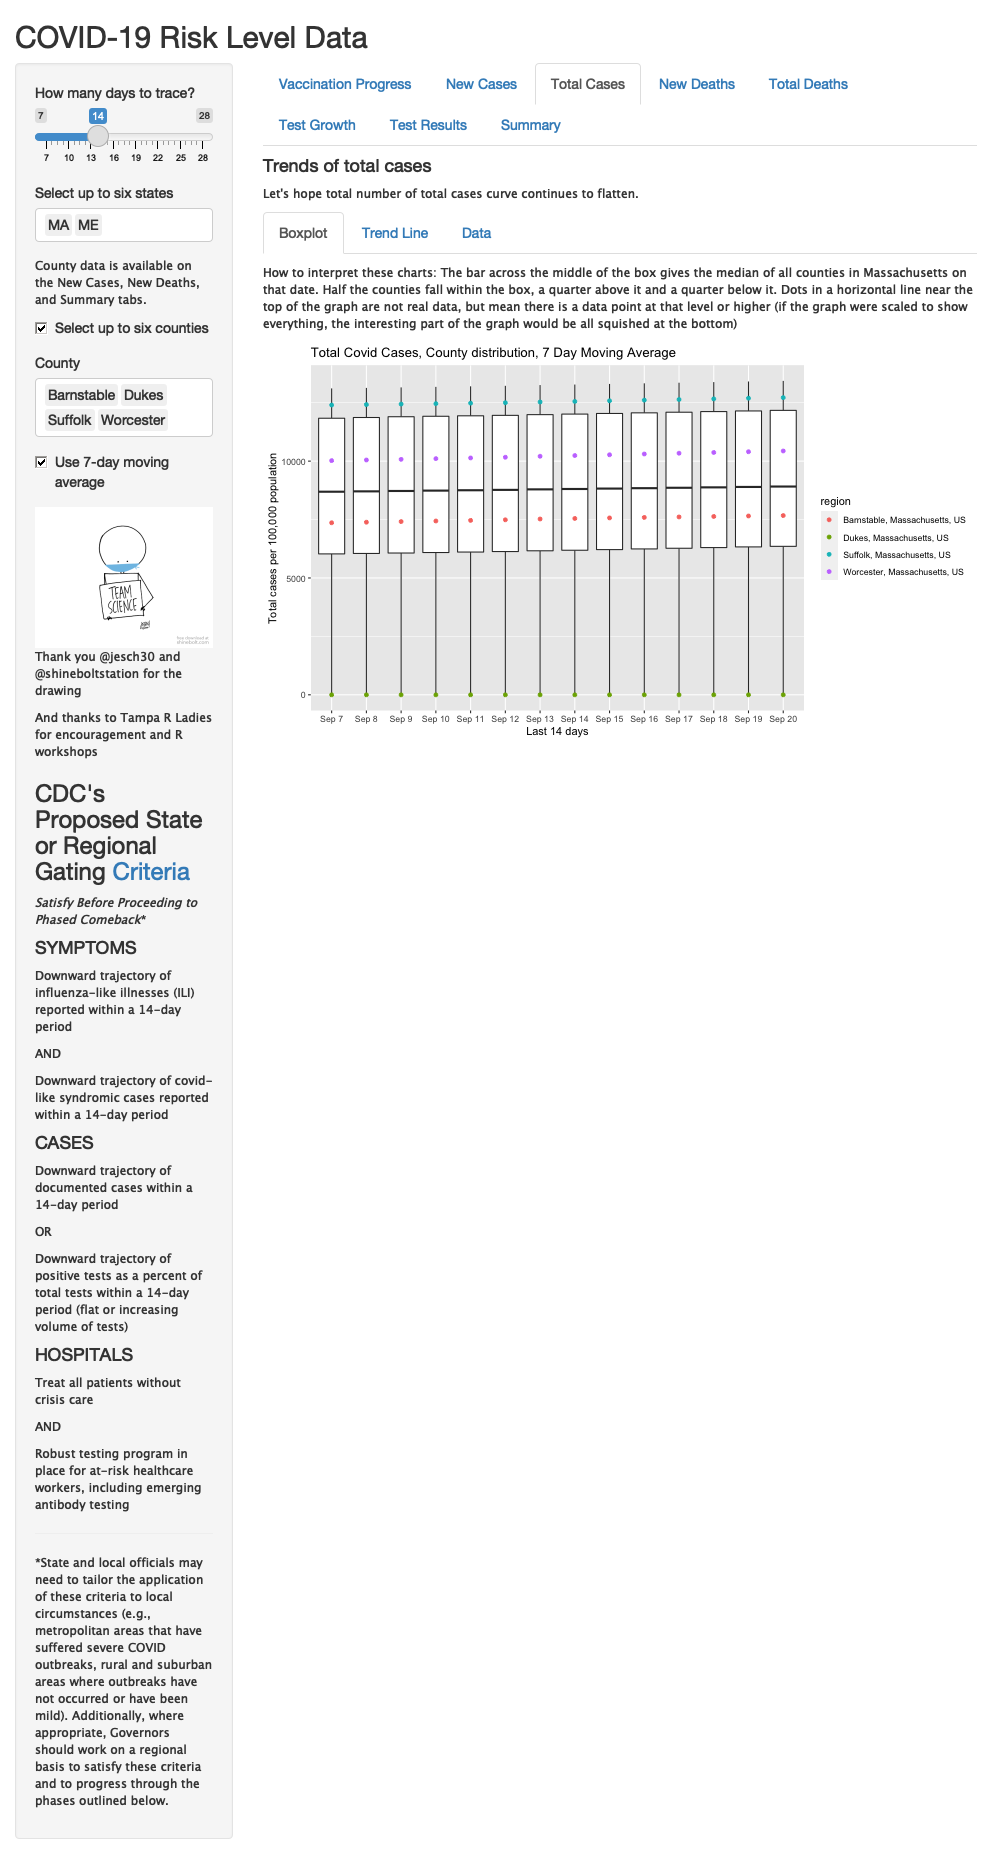 COVID-19 Risk Level Data
How many days to trace?
7 14 28
7 10 13 16 19 22 25 28
Select up to six states
MA ME
County data is available on
the New Cases, New Deaths,
and Summary tabs.
Select up to six counties
County
Barnstable Dukes
Suffolk Worcester
Use 7-day moving
average
TEAM
SCIENCE
free download at
shinebolt.com
Thank you @jesch30 and
@shineboltstation for the
drawing
And thanks to Tampa R Ladies
for encouragement and R
workshops
CDC's
Proposed State
or Regional
Gating Criteria
Satisfy Before Proceeding to
Phased Comeback*
SYMPTOMS
Downward trajectory of
influenza-like illnesses (ILI)
reported within a 14-day
period
AND
Downward trajectory of covid-
like syndromic cases reported
within a 14-day period
CASES
Downward trajectory of
documented cases within a
14-day period
OR
Downward trajectory of
positive tests as a percent of
total tests within a 14-day
period (flat or increasing
volume of tests)
HOSPITALS
Treat all patients without
crisis care
AND
Robust testing program in
place for at-risk healthcare
workers, including emerging
antibody testing
*State and local officials may
need to tailor the application
of these criteria to local
circumstances (e.g.,
metropolitan areas that have
suffered severe COVID
outbreaks, rural and suburban
areas where outbreaks have
not occurred or have been
mild). Additionally, where
appropriate, Governors
should work on a regional
basis to satisfy these criteria
and to progress through the
phases outlined below.
Vaccination Progress New Cases Total Cases New Deaths Total Deaths
Test Growth Test Results Summary
Trends of total cases
Let's hope total number of total cases curve continues to flatten.
Boxplot Trend Line Data
How to interpret these charts: The bar across the middle of the box gives the median of all counties in Massachusetts on
that date. Half the counties fall within the box, a quarter above it and a quarter below it. Dots in a horizontal line near the
top of the graph are not real data, but mean there is a data point at that level or higher (if the graph were scaled to show
everything, the interesting part of the graph would be all squished at the bottom)
Total Covid Cases, County distribution, 7 Day Moving Average
Total cases per 100,000 population
10000
5000
0
Sep 7 Sep 8 Sep 9 Sep 10 Sep 11 Sep 12 Sep 13 Sep 14 Sep 15 Sep 16 Sep 17 Sep 18 Sep 19 Sep 20
Last 14 days
region
Barnstable, Massachusetts, US
Dukes, Massachusetts, US
Suffolk, Massachusetts, US
Worcester, Massachusetts, US